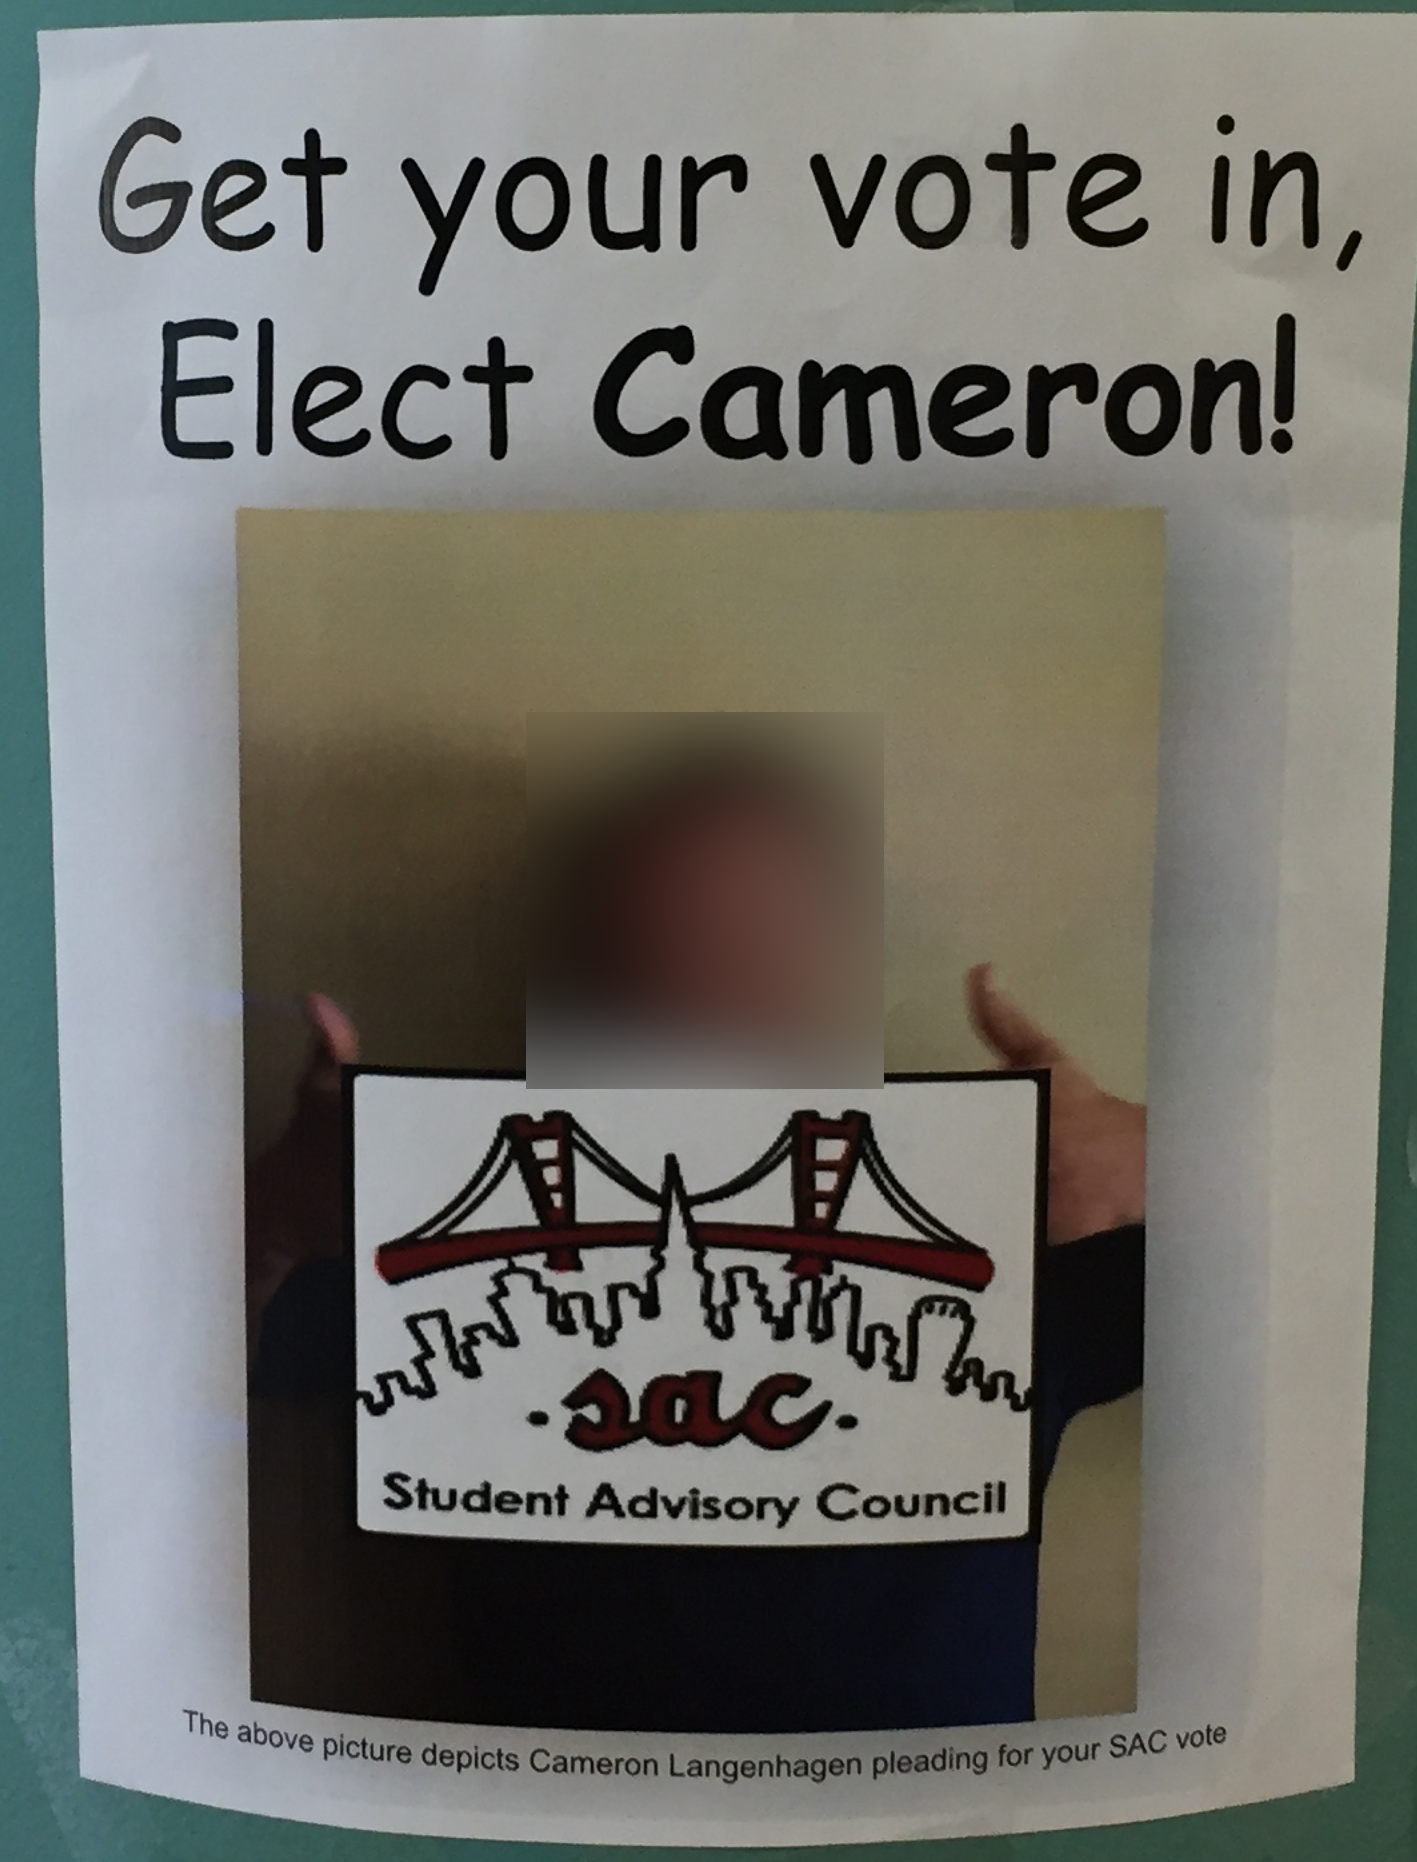 Get your vote in,
Elect Cameron!
·sac·
Student Advisory Council
The above picture depicts Cameron Langenhagen pleading for your SAC vote